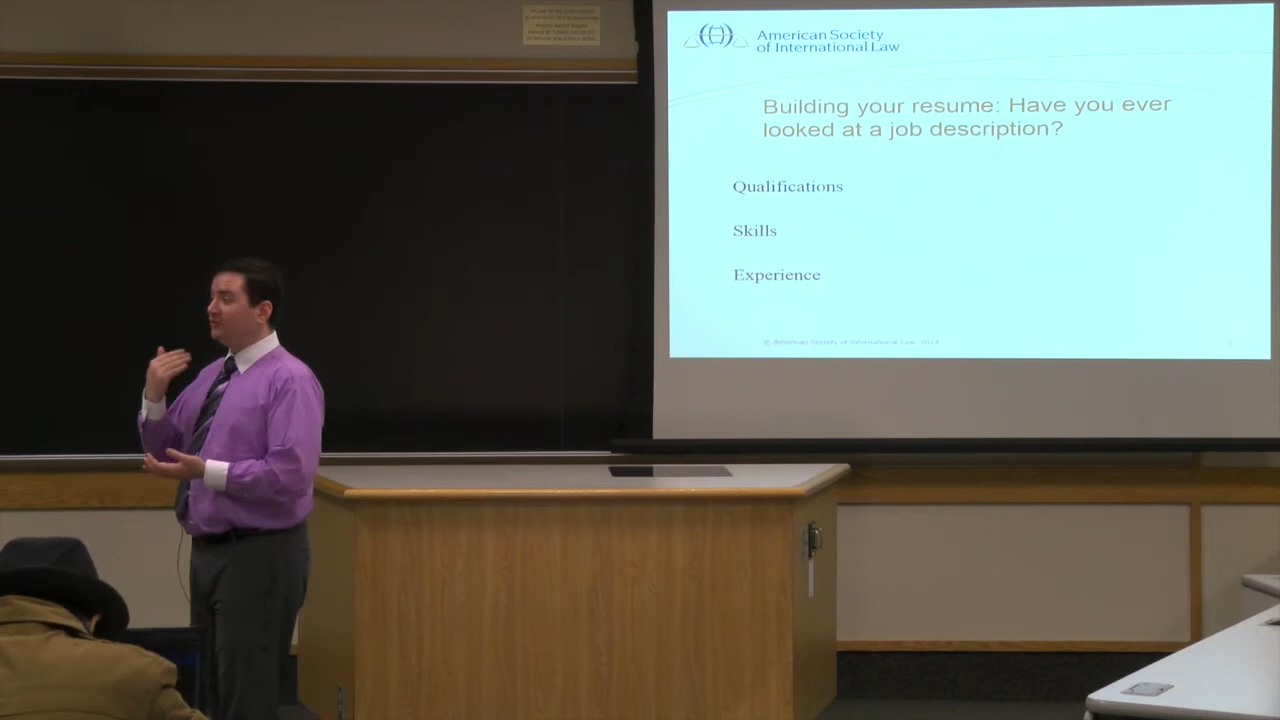 American Society
of International Law
Building your resume: Have you ever
looked at a job description?
Qualifications
Skills
Experience
© American Society of International Law 2014